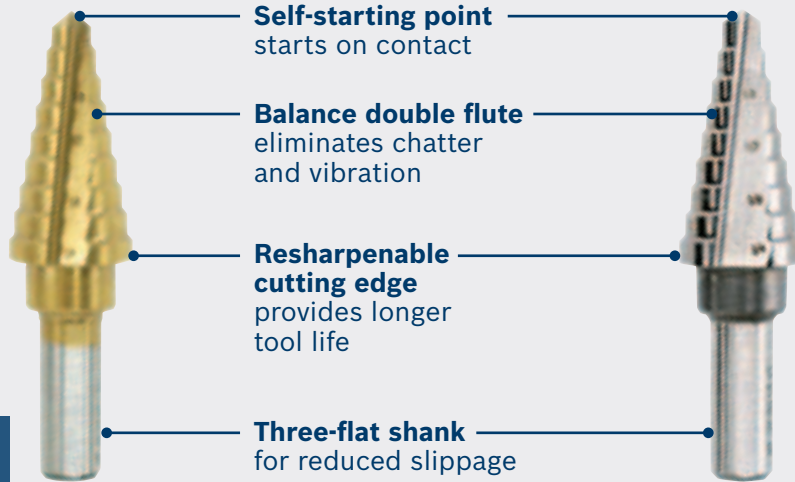 Self-starting point
starts on contact
Balance double flute
eliminates chatter
and vibration
Resharpenable
cutting edge
provides longer
tool life
Three-flat shank
for reduced slippage